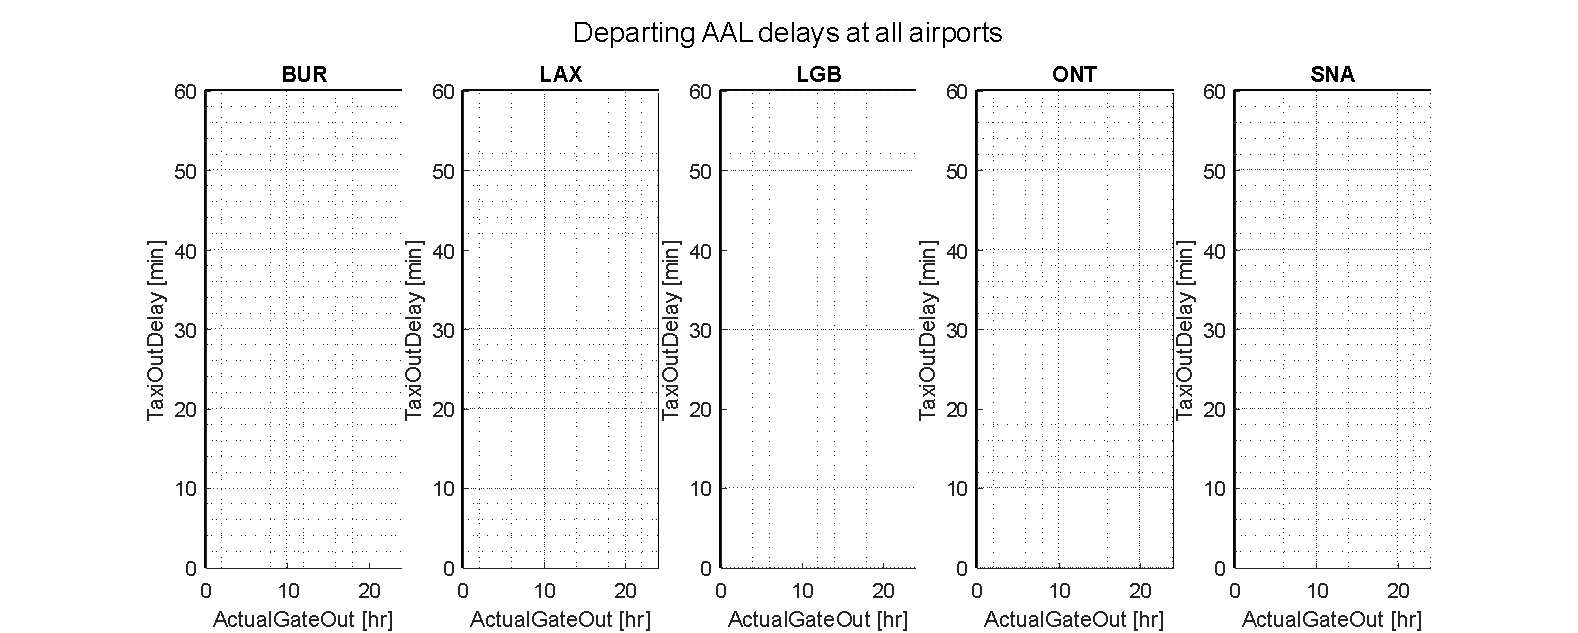 Departing AAL delays at all airports
BUR
LAX
LGB
ONT
SNA
TaxiOutDelay [min]
60
50
40
30
20
10
0
0 10 20
ActualGateOut [hr]
TaxiOutDelay [min]
60
50
40
30
20
10
0
0 10 20
ActualGateOut [hr]
TaxiOutDelay [min]
60
50
40
30
20
10
0
0 10 20
ActualGateOut [hr]
TaxiOutDelay [min]
60
50
40
30
20
10
0
0 10 20
ActualGateOut [hr]
TaxiOutDelay [min]
60
50
40
30
20
10
0
0 10 20
ActualGateOut [hr]